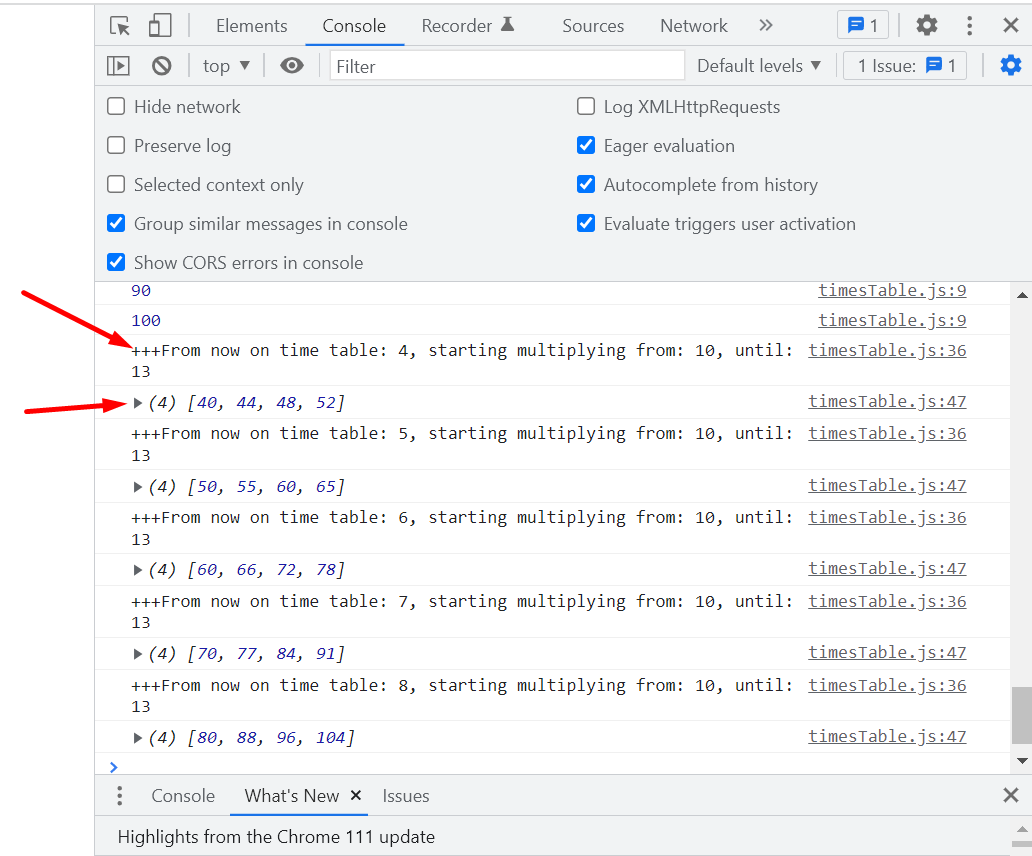 Elements Console Recorder Sources Network 1
top Filter Default levels 1 Issue: 1
Hide network Log XMLHttpRequests
Preserve log Eager evaluation
Selected context only Autocomplete from history
Group similar messages in console Evaluate triggers user activation
Show CORS errors in console
90 timesTable.js:9
100 timesTable.js:9
+++From now on time table: 4, starting multiplying from: 10, until: timesTable.js:36
13
(4) [40, 44, 48, 52] timesTable.js:47
+++From now on time table: 5, starting multiplying from: 10, until: timesTable.js:36
13
(4) [50, 55, 60, 65] timesTable.js:47
+++From now on time table: 6, starting multiplying from: 10, until: timesTable.js:36
13
(4) [60, 66, 72, 78] timesTable.js:47
+++From now on time table: 7, starting multiplying from: 10, until: timesTable.js:36
13
(4) [70, 77, 84, 91] timesTable.js:47
+++From now on time table: 8, starting multiplying from: 10, until: timesTable.js:36
13
(4) [80, 88, 96, 104] timesTable.js:47
Console What's New Issues
Highlights from the Chrome 111 update